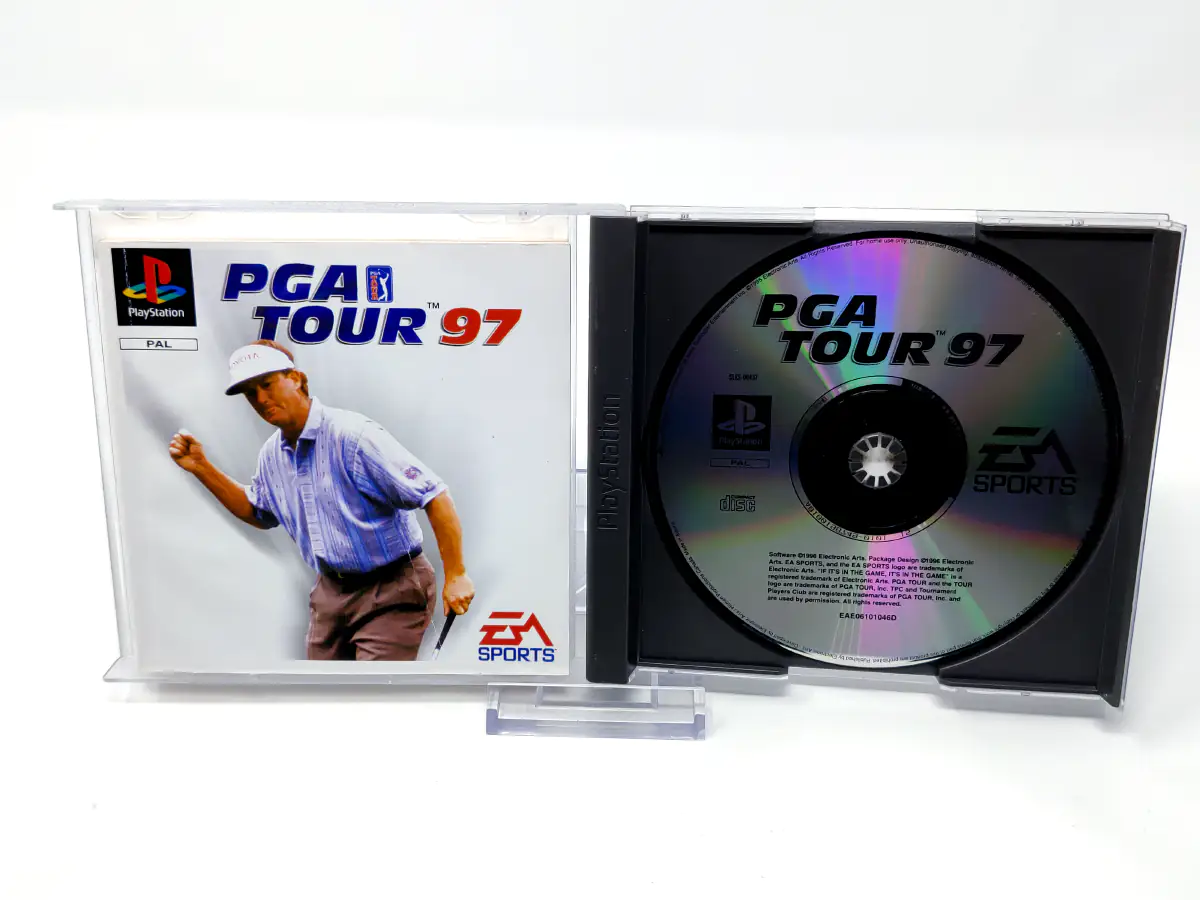 PlayStation
PAL
PGA
TOUR™ 97
EA
SPORTS™
PlayStation
PGA
TOUR™ 97
PlayStation
PAL
COMPACT
disc
EA
SPORTS
Software ©1996 Electronic Arts. Package Design ©1996 Electronic
Arts. EA SPORTS, and the EA SPORTS logo are trademarks of
Electronic Arts. "IF IT'S IN THE GAME, IT'S IN THE GAME" is a
registered trademark of Electronic Arts. PGA TOUR and the TOUR
logo are trademarks of PGA TOUR, Inc. TPC and Tournament
Players Club are registered trademarks of PGA TOUR, Inc. and
are used by permission. All rights reserved.
EAE06101046D